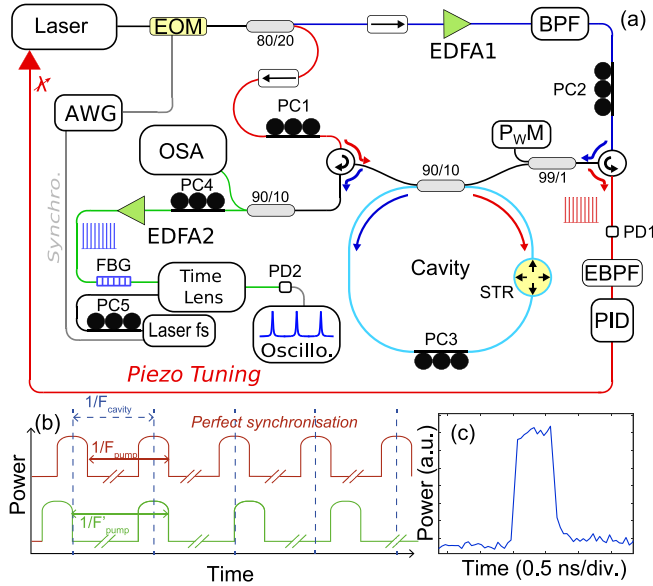 (a)
Laser
EOM
80/20
EDFA1
BPF
PC2
AWG
PC1
PWM
OSA
PC4
90/10
90/10
99/1
PD1
Synchro.
EDFA2
Cavity
STR
EBPF
FBG
Time
Lens
PD2
PC5
Laser fs
Oscillo.
PC3
PID
Piezo Tuning
(b)
1/Fcavity
Perfect synchronisation
1/Fpump
1/F'pump
Power
Time
(c)
Power (a.u.)
Time (0.5 ns/div.)